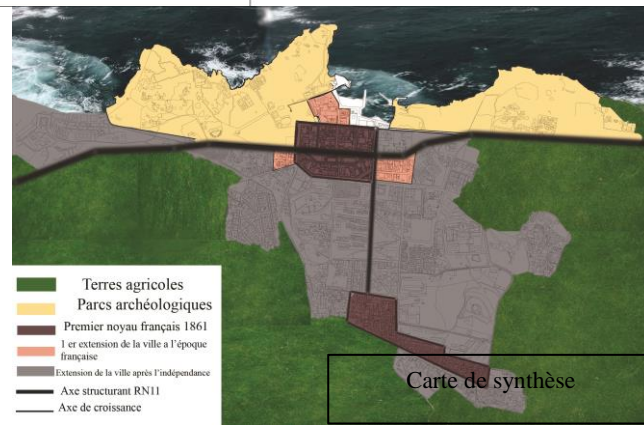 Terres agricoles
Parcs archéologiques
Premier noyau français 1861
1 er extension de la ville a l'époque
française
Extension de la ville après l'indépendance
Axe structurant RN11
Axe de croissance
Carte de synthèse